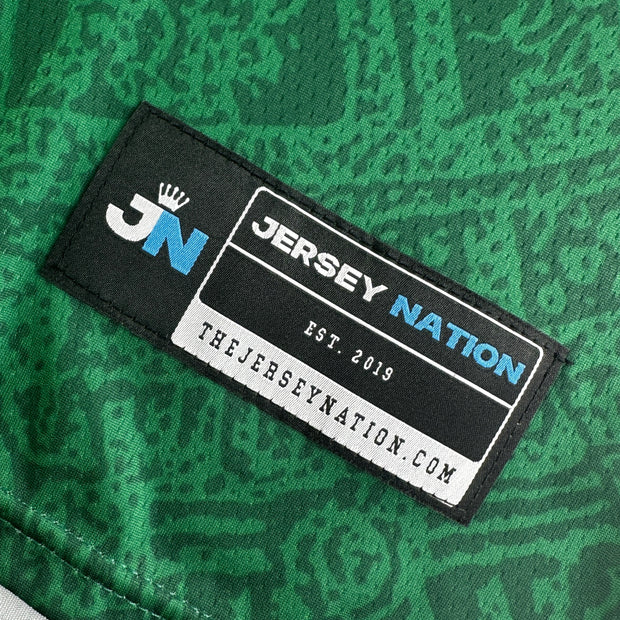 JN
JERSEY NATION
EST. 2019
THEJERSEYNATION.COM